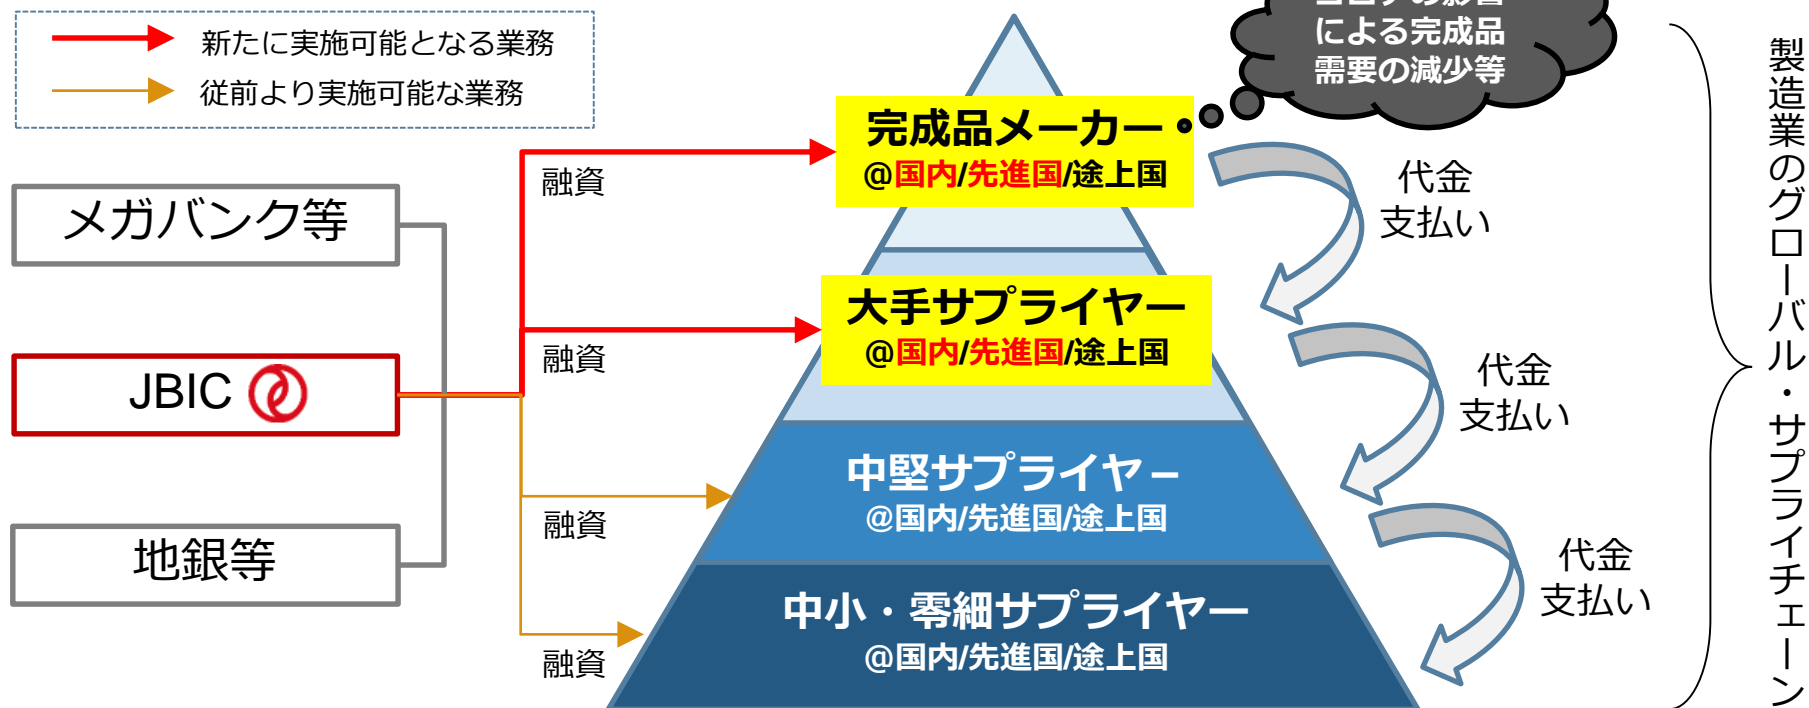 新たに実施可能となる業務
従前より実施可能な業務
コロナの影響
による完成品
需要の減少等
完成品メーカー
@国内/先進国/途上国
融資
代金
支払い
メガバンク等
大手サプライヤー
@国内/先進国/途上国
融資
代金
支払い
JBIC
中堅サプライヤー
@国内/先進国/途上国
融資
代金
支払い
地銀等
中小・零細サプライヤー
@国内/先進国/途上国
融資
製造業のグローバル・サプライチェーン